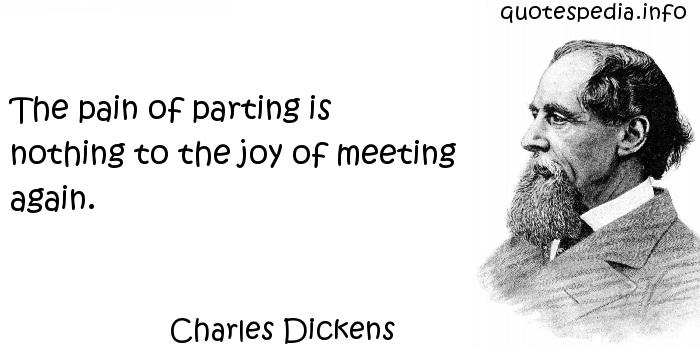 quotespedia.info
The pain of parting is
nothing to the joy of meeting
again.
Charles Dickens